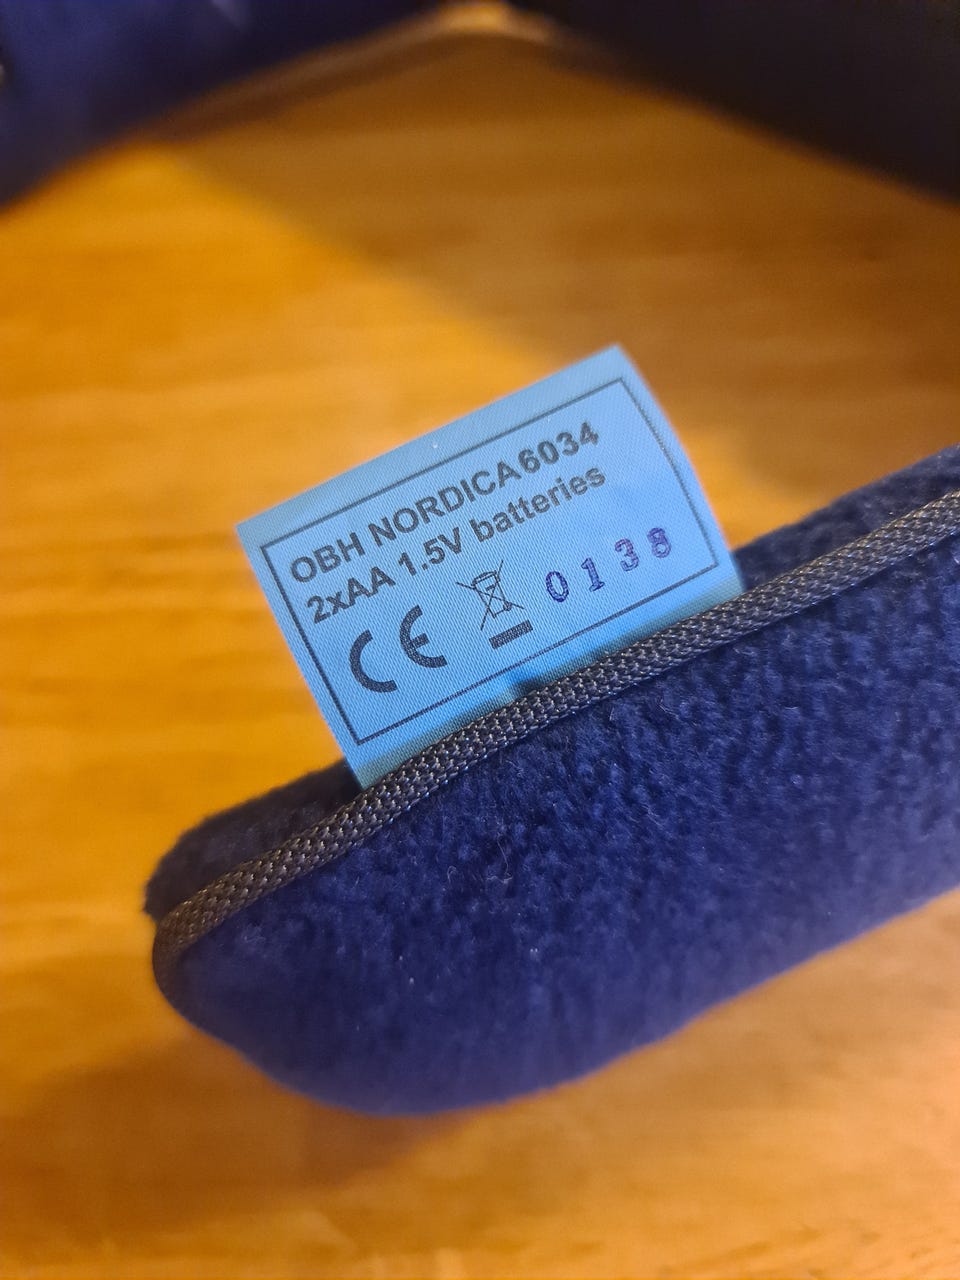 OBH NORDICA 6034
2xAA 1.5V batteries
CE 0138